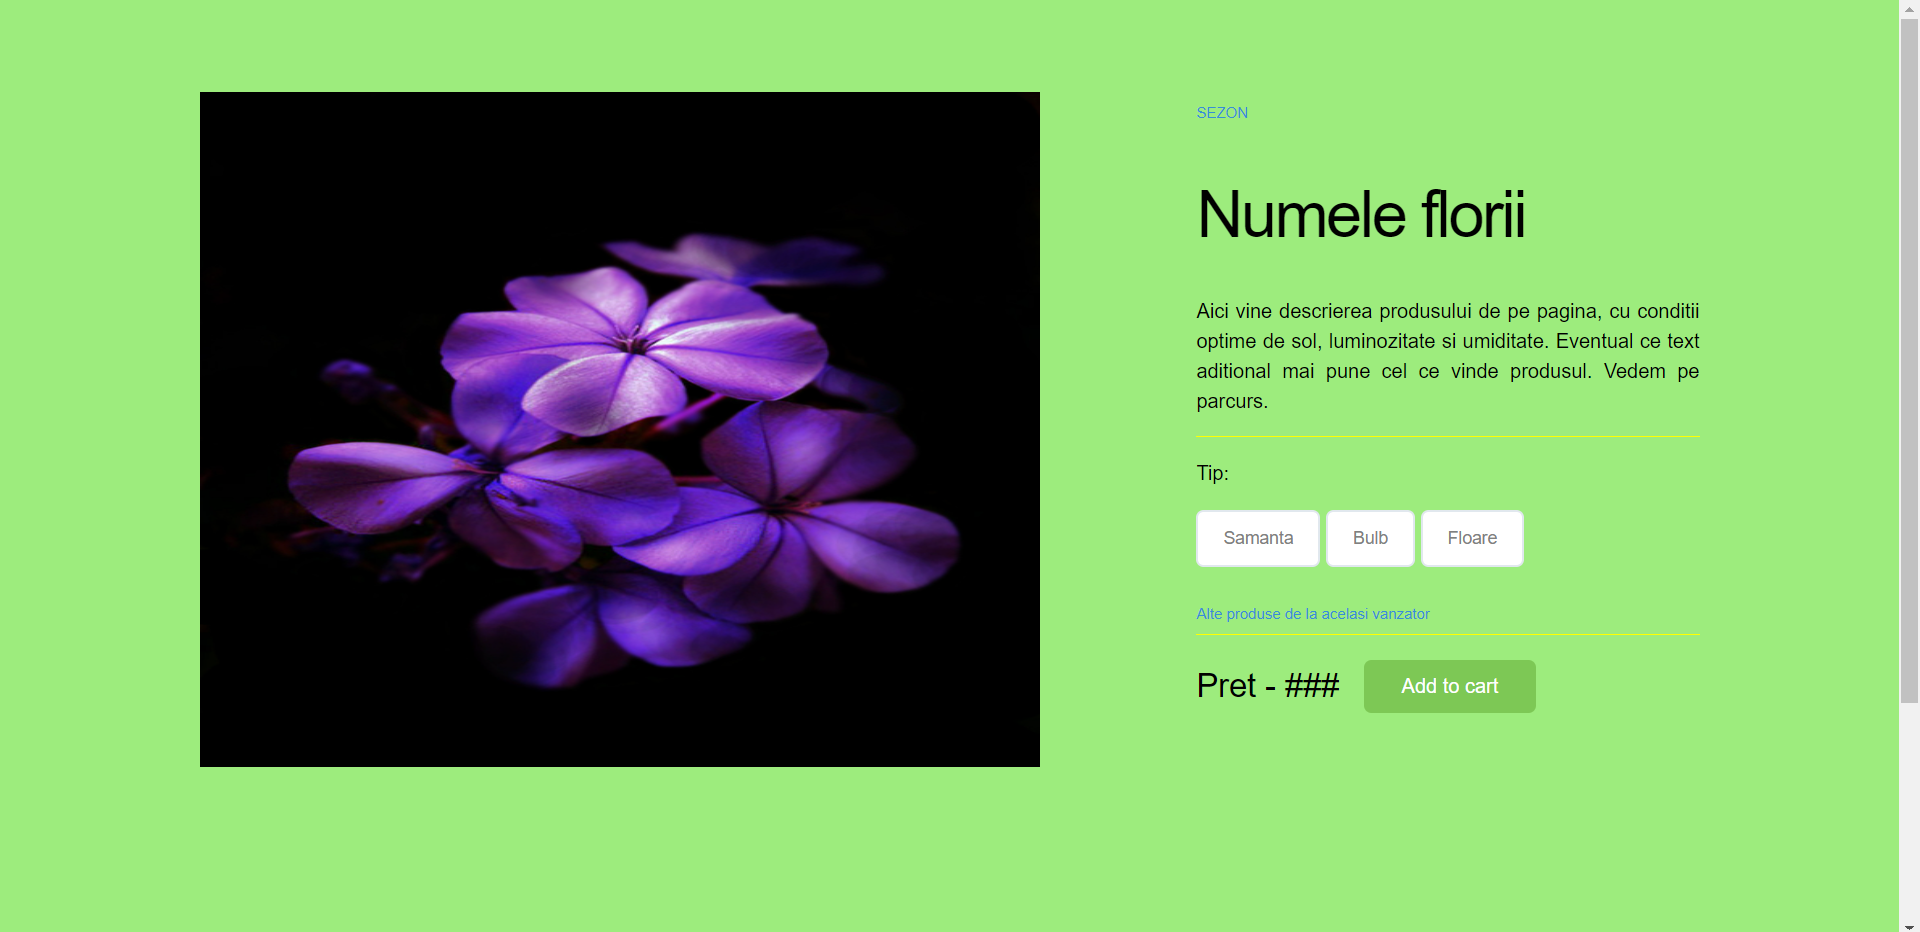 SEZON
Numele florii
Aici vine descrierea produsului de pe pagina, cu conditii
optime de sol, luminozitate si umiditate. Eventual ce text
aditional mai pune cel ce vinde produsul. Vedem pe
parcurs.
Tip:
Samanta Bulb Floare
Alte produse de la acelasi vanzator
Pret - ### Add to cart